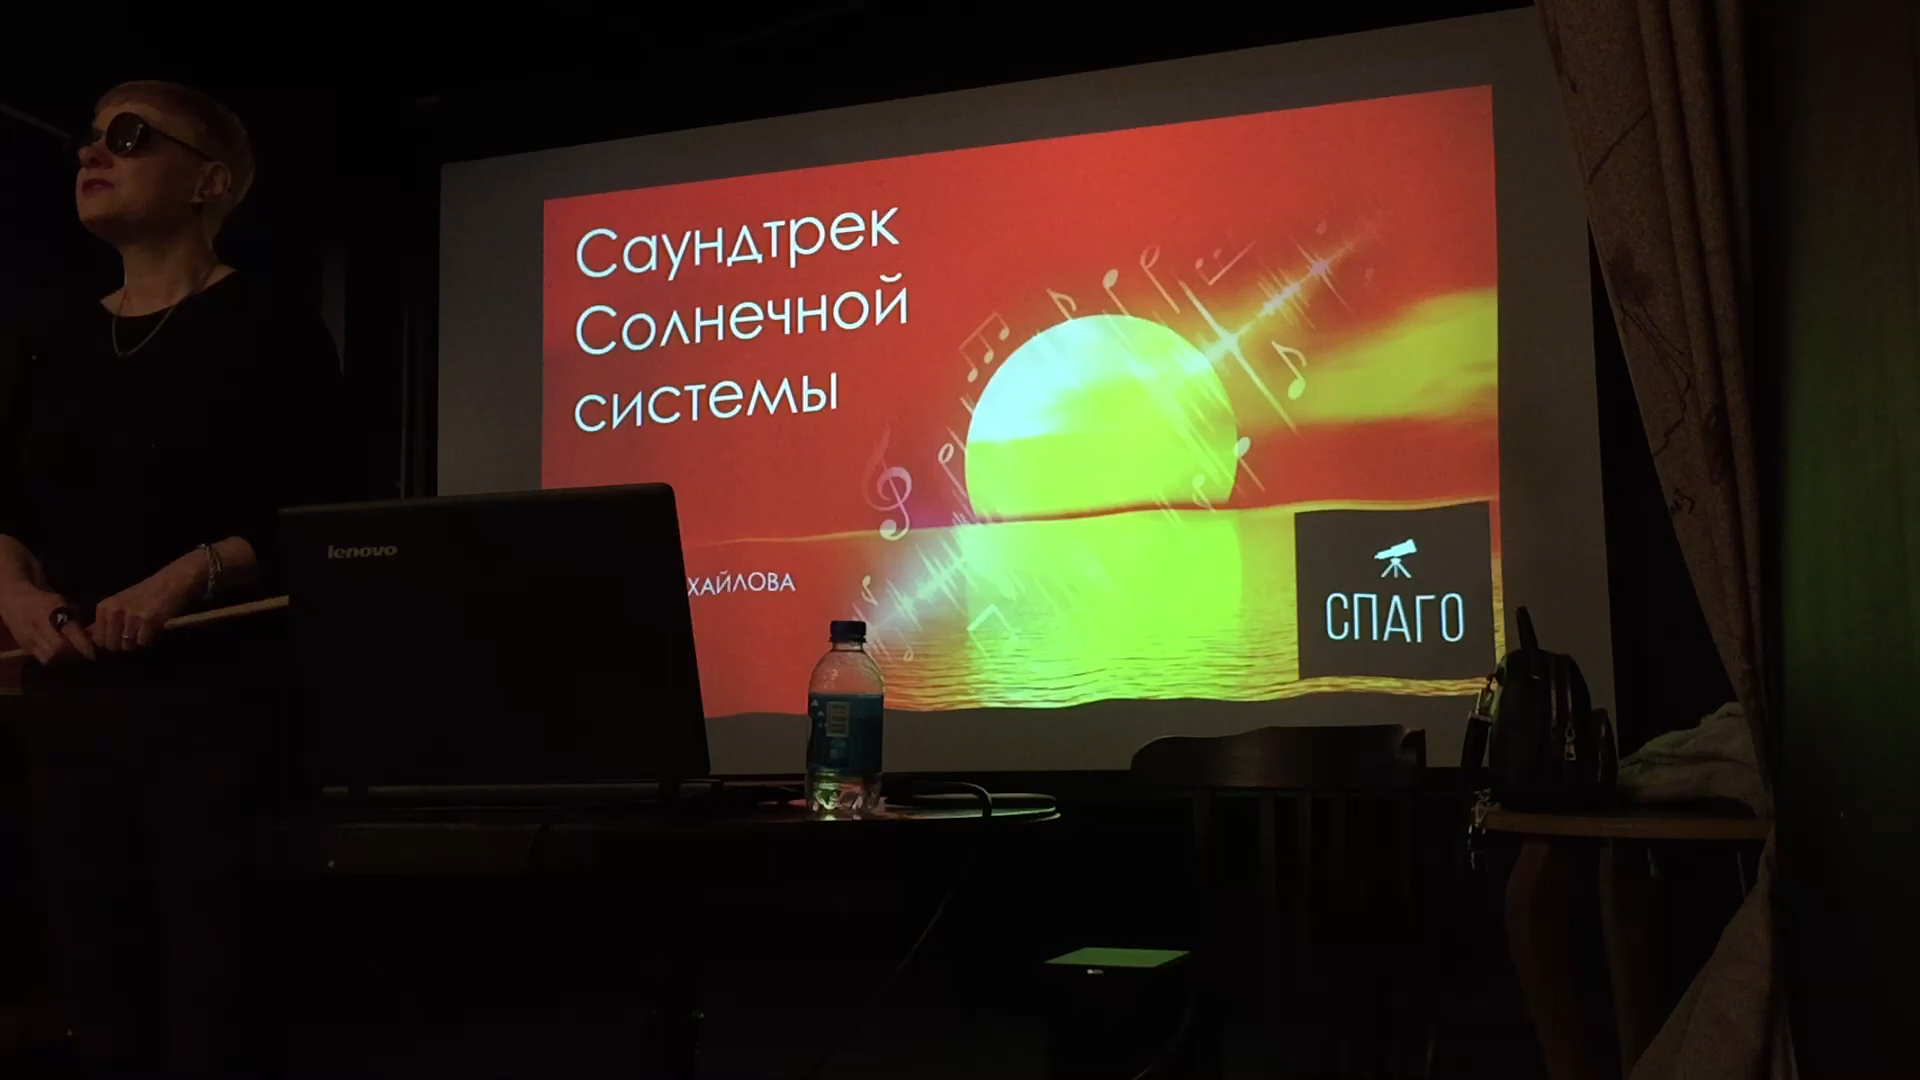 Саундтрек
Солнечной
системы
ХАЙЛОВА
СПАГО
lenovo